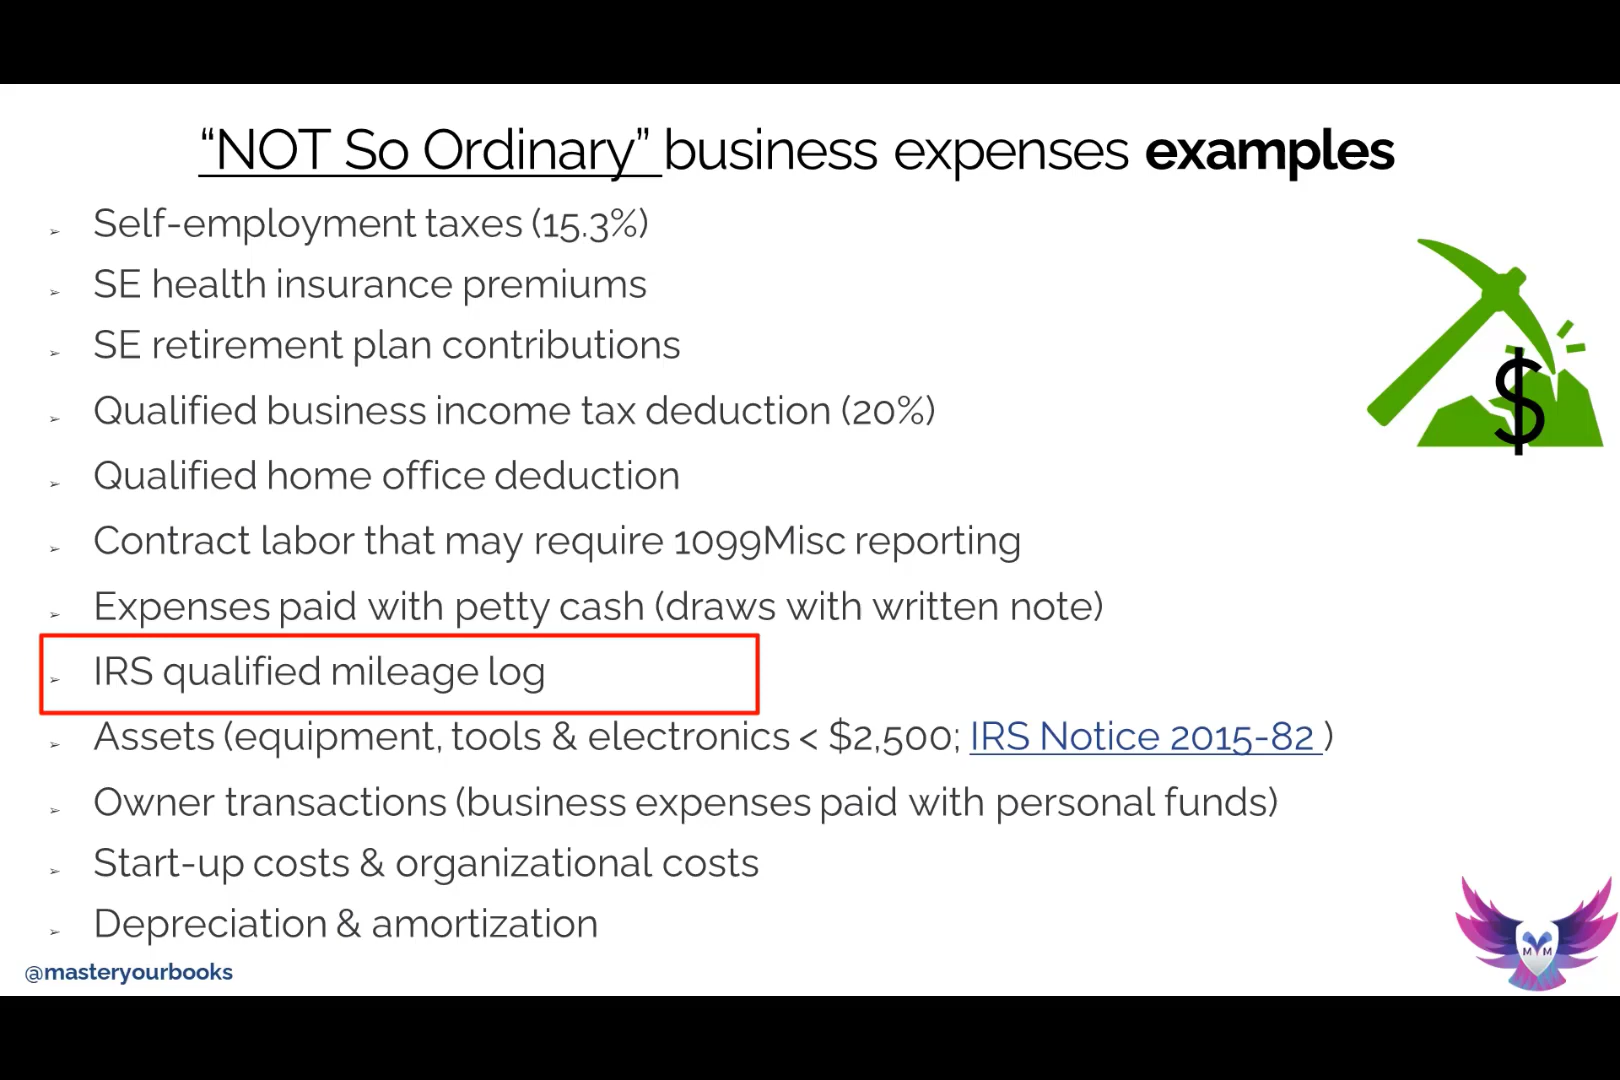 “NOT So Ordinary” business expenses examples
➢ Self-employment taxes (15.3%)
➢ SE health insurance premiums
➢ SE retirement plan contributions
➢ Qualified business income tax deduction (20%)
➢ Qualified home office deduction
➢ Contract labor that may require 1099Misc reporting
➢ Expenses paid with petty cash (draws with written note)
➢ IRS qualified mileage log
➢ Assets (equipment, tools & electronics < $2,500; IRS Notice 2015-82 )
➢ Owner transactions (business expenses paid with personal funds)
➢ Start-up costs & organizational costs
➢ Depreciation & amortization
@masteryourbooks
$
M Y M